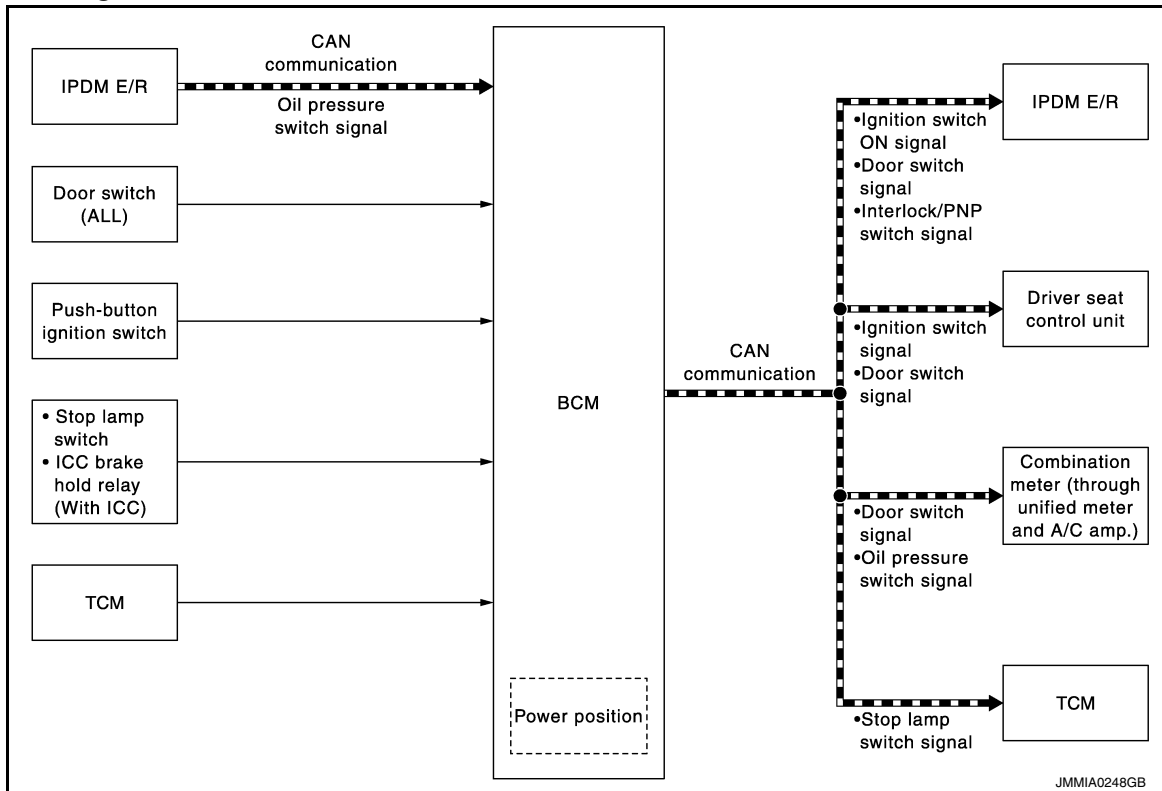 CAN
communication
IPDM E/R
Oil pressure
switch signal
Door switch
(ALL)
Push-button
ignition switch
• Stop lamp
switch
• ICC brake
hold relay
(With ICC)
TCM
BCM
Power position
CAN
communication
IPDM E/R
•Ignition switch
ON signal
•Door switch
signal
•Interlock/PNP
switch signal
Driver seat
control unit
•Ignition switch
signal
•Door switch
signal
Combination
meter (through
unified meter
and A/C amp.)
•Door switch
signal
•Oil pressure
switch signal
TCM
•Stop lamp
switch signal
JMMIA0248GB